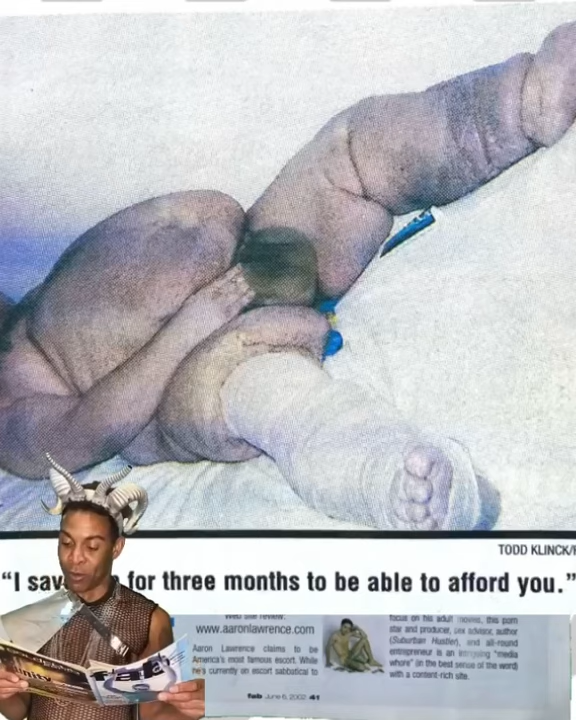 TODD KLINCK/
“I sav for three months to be able to afford you.”
www.aaronlawrence.com
Aaron Lawrence claims to be
America's most famous escort. While
he's currently on escort sabbatical to
focus on his adult movies, this porn
star and producer, sex advisor, author
(Suburban Hustler), and all-round
entrepreneur is an intriguing "media
whore" (in the best sense of the word)
with a content-rich site.
fab June 6, 2002 41